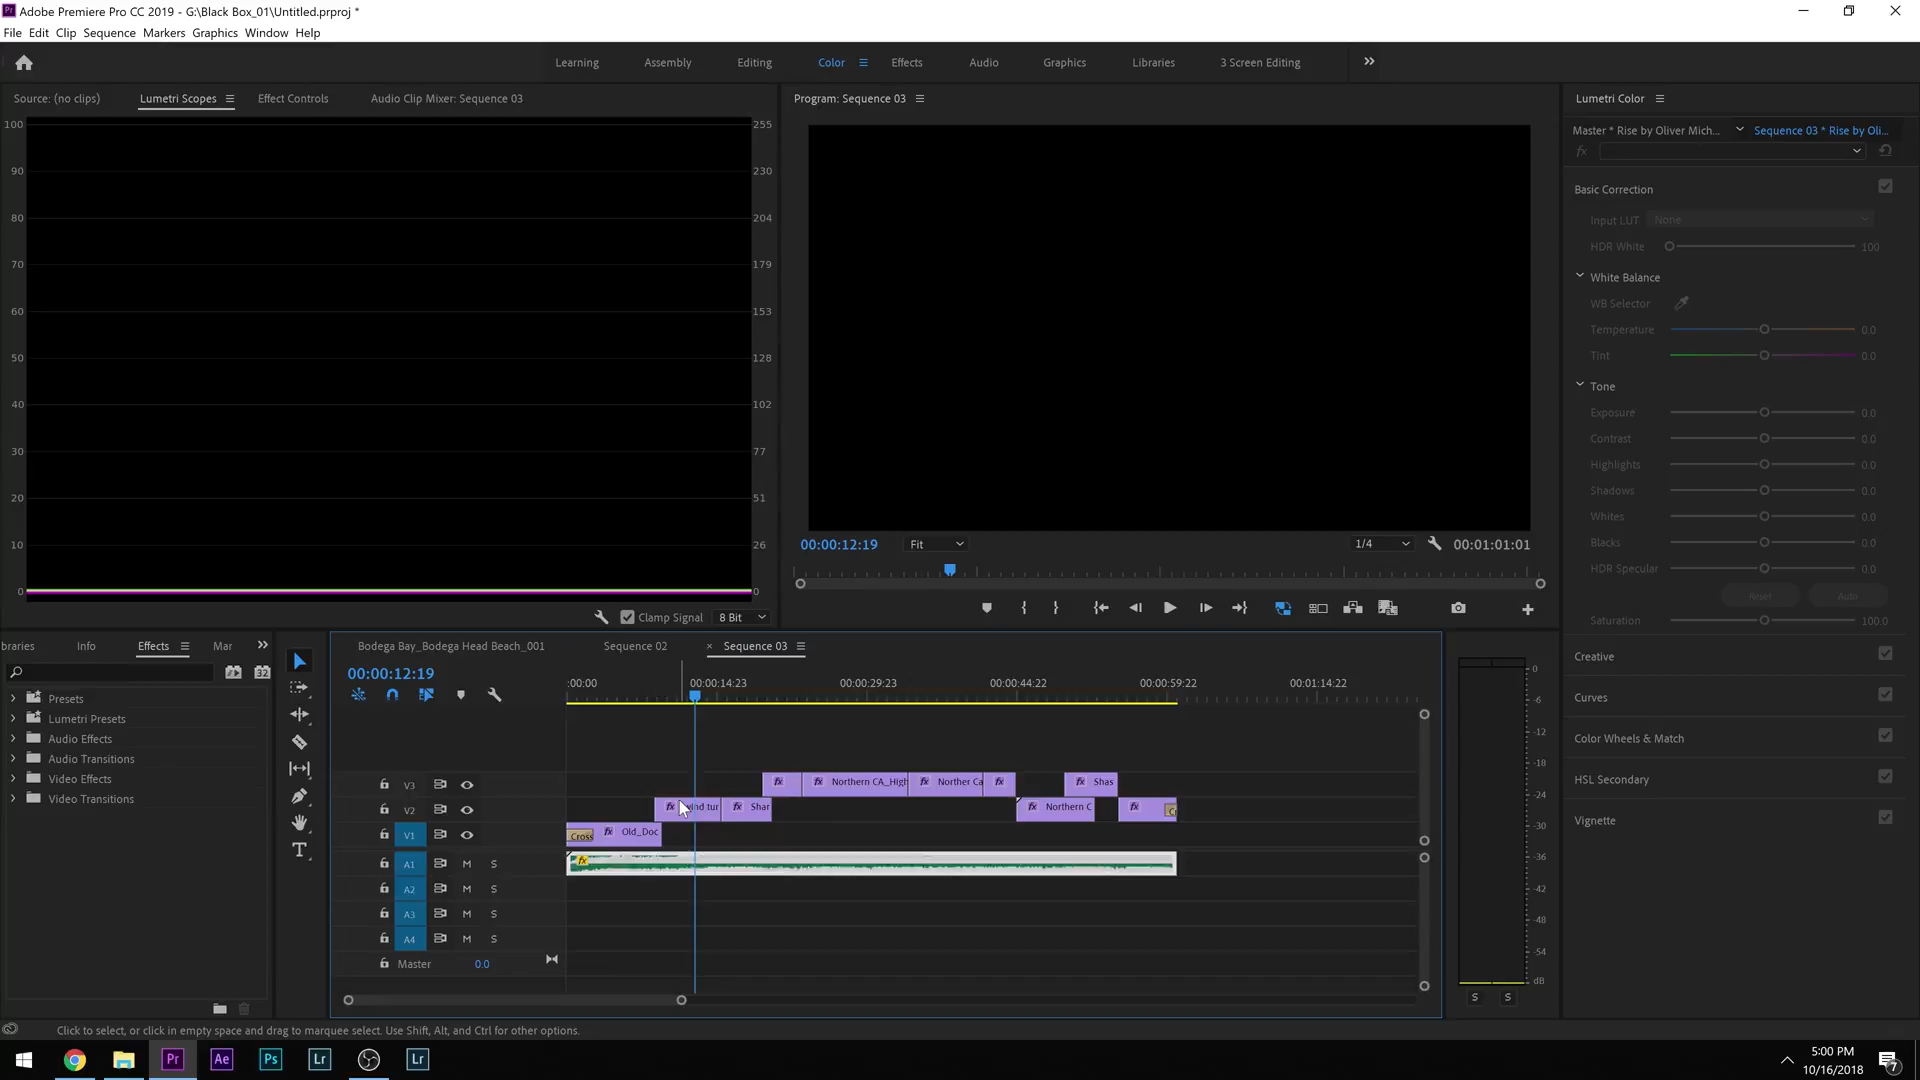 Adobe Premiere Pro CC 2019 - G:\Black Box_01\Untitled.prproj *
File Edit Clip Sequence Markers Graphics Window Help
Learning Assembly Editing Color Effects Audio Graphics Libraries 3 Screen Editing
Source: (no clips) Lumetri Scopes Effect Controls Audio Clip Mixer: Sequence 03
Program: Sequence 03
Lumetri Color
Master * Rise by Oliver Mich... Sequence 03 * Rise by Oli...
fx
100 255
90 230
80 204
70 179
60 153
50 128
40 102
30 77
20 51
10 26
0 0
Clamp Signal 8 Bit
00:00:12:19 Fit 1/4 00:01:01:01
Basic Correction
Input LUT None
HDR White 100
White Balance
WB Selector
Temperature 0.0
Tint 0.0
Tone
Exposure 0.0
Contrast 0.0
Highlights 0.0
Shadows 0.0
Whites 0.0
Blacks 0.0
HDR Specular 0.0
Reset Auto
Saturation 100.0
Creative
Curves
Color Wheels & Match
HSL Secondary
Vignette
braries Info Effects Mar
32
Presets
Lumetri Presets
Audio Effects
Audio Transitions
Video Effects
Video Transitions
Bodega Bay_Bodega Head Beach_001 Sequence 02 × Sequence 03
00:00:12:19
:00:00 00:00:14:23 00:00:29:23 00:00:44:22 00:00:59:22 00:01:14:22
V3 fx fx Northern CA_High fx Norther Ca fx fx Shas
V2 fx ind tur fx Shar fx Northern C fx
V1 Cross fx Old_Doc
A1 M S fx
A2 M S
A3 M S
A4 M S
Master 0.0
0
-6
-12
-18
-24
-30
-36
-42
-48
-54
dB
S S
Click to select, or click in empty space and drag to marquee select. Use Shift, Alt, and Ctrl for other options.
Pr Ae Ps Lr Lr
5:00 PM
10/16/2018
7